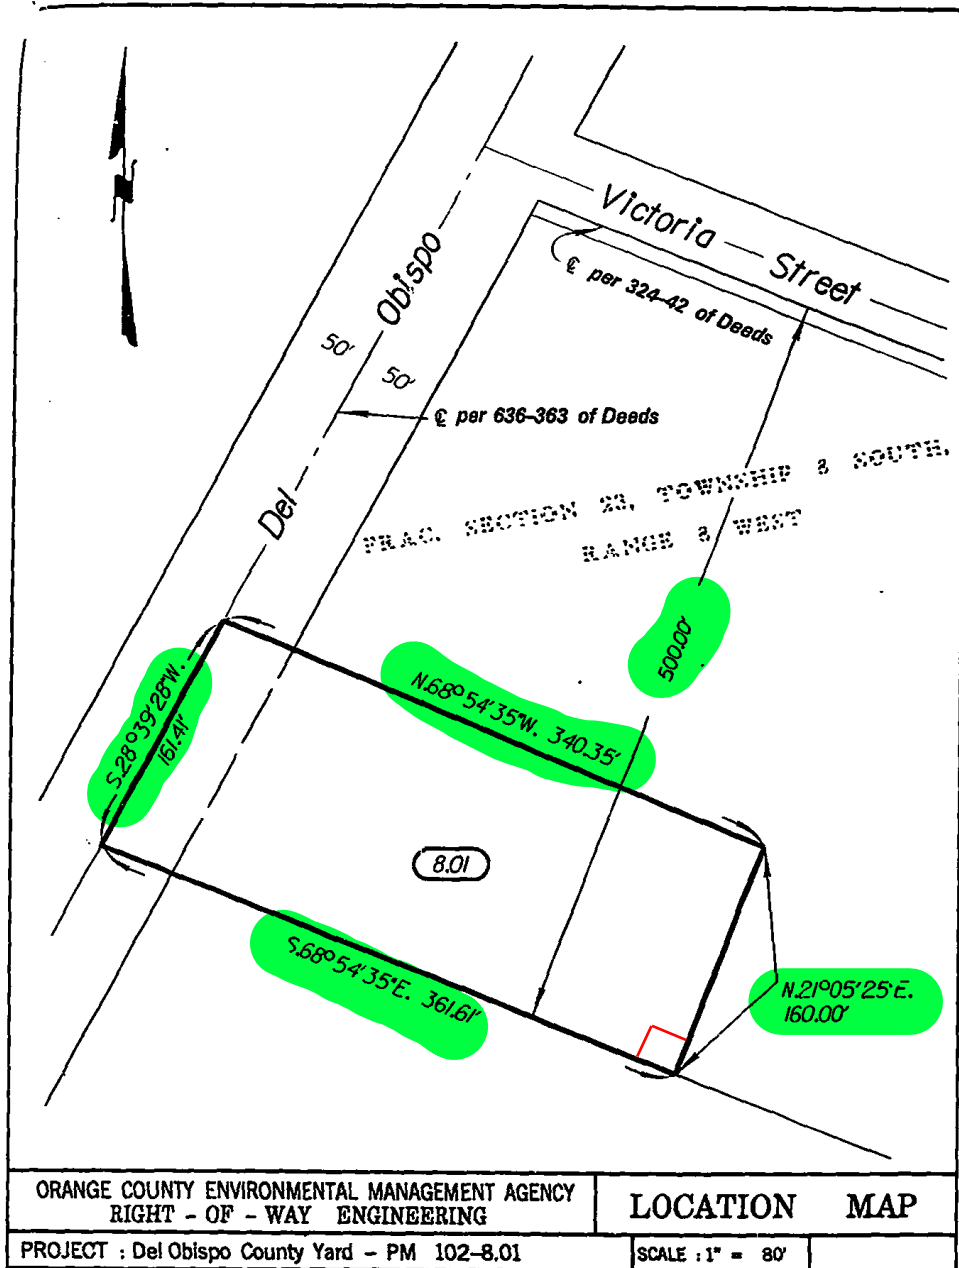 Victoria Street
℄ per 324-42 of Deeds
Del Obispo
50'
50'
℄ per 636-363 of Deeds
FRAC. SECTION 23, TOWNSHIP 8 SOUTH,
RANGE 8 WEST
500.00'
S.28°39'28"W.
161.41'
N.68°54'35"W. 340.35'
8.01
S.68°54'35"E. 361.61'
N.21°05'25"E.
160.00'
ORANGE COUNTY ENVIRONMENTAL MANAGEMENT AGENCY
RIGHT - OF - WAY ENGINEERING
LOCATION MAP
PROJECT : Del Obispo County Yard - PM 102-8.01
SCALE : 1" = 80'